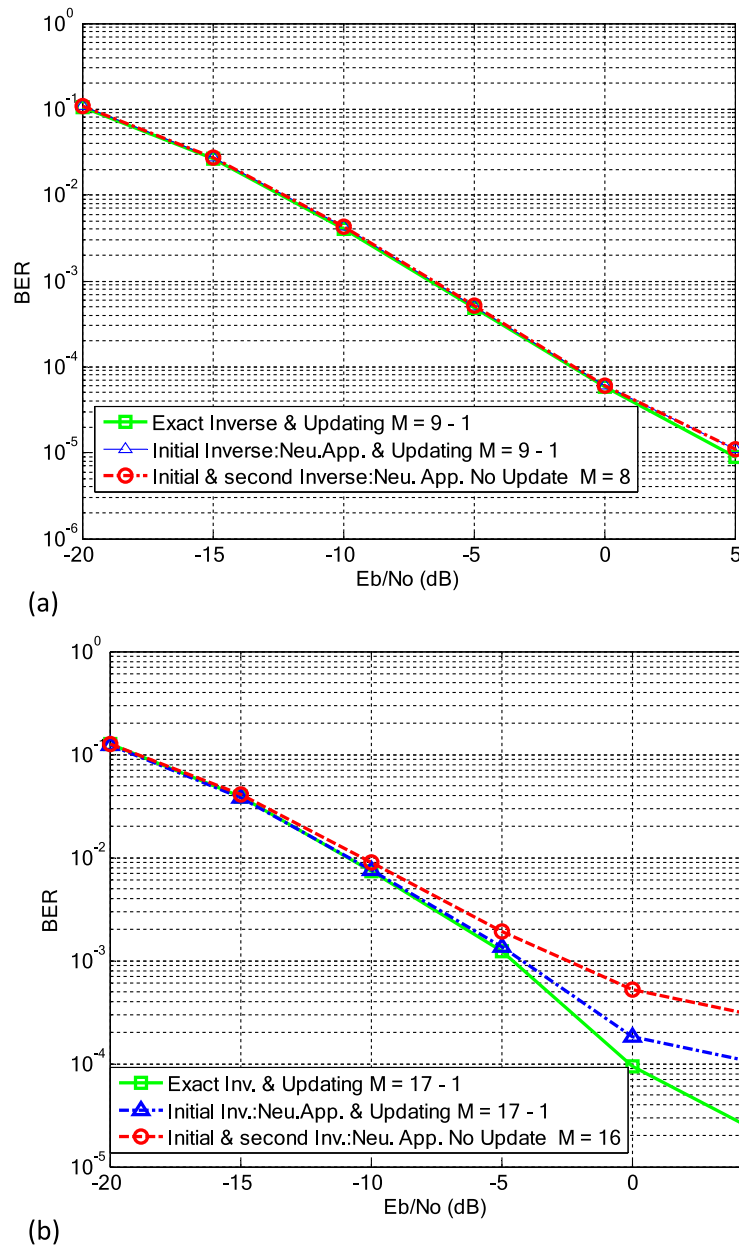 10^0
10^-1
10^-2
10^-3
10^-4
10^-5
10^-6
BER
Exact Inverse & Updating M = 9 - 1
Initial Inverse:Neu.App. & Updating M = 9 - 1
Initial & second Inverse:Neu. App. No Update M = 8
-20 -15 -10 -5 0 5
Eb/No (dB)
(a)
10^0
10^-1
10^-2
10^-3
10^-4
10^-5
BER
Exact Inv. & Updating M = 17 - 1
Initial Inv.:Neu.App. & Updating M = 17 - 1
Initial & second Inv.:Neu. App. No Update M = 16
-20 -15 -10 -5 0
Eb/No (dB)
(b)